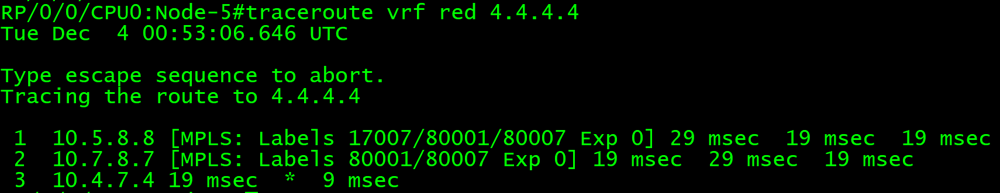 RP/0/0/CPU0:Node-5#traceroute vrf red 4.4.4.4
Tue Dec  4 00:53:06.646 UTC
Type escape sequence to abort.
Tracing the route to 4.4.4.4
1  10.5.8.8 [MPLS: Labels 17007/80001/80007 Exp 0] 29 msec  19 msec  19 msec
2  10.7.8.7 [MPLS: Labels 80001/80007 Exp 0] 19 msec  29 msec  19 msec
3  10.4.7.4 19 msec  *  9 msec